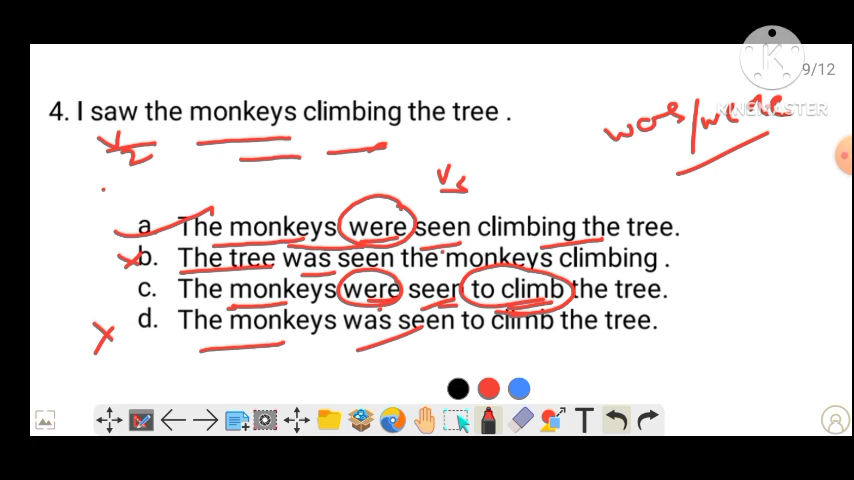 9/12
KINEMASTER
4. I saw the monkeys climbing the tree .
was/were
V2
V3
a. The monkeys were seen climbing the tree.
b. The tree was seen the monkeys climbing .
c. The monkeys were seen to climb the tree.
d. The monkeys was seen to climb the tree.
T